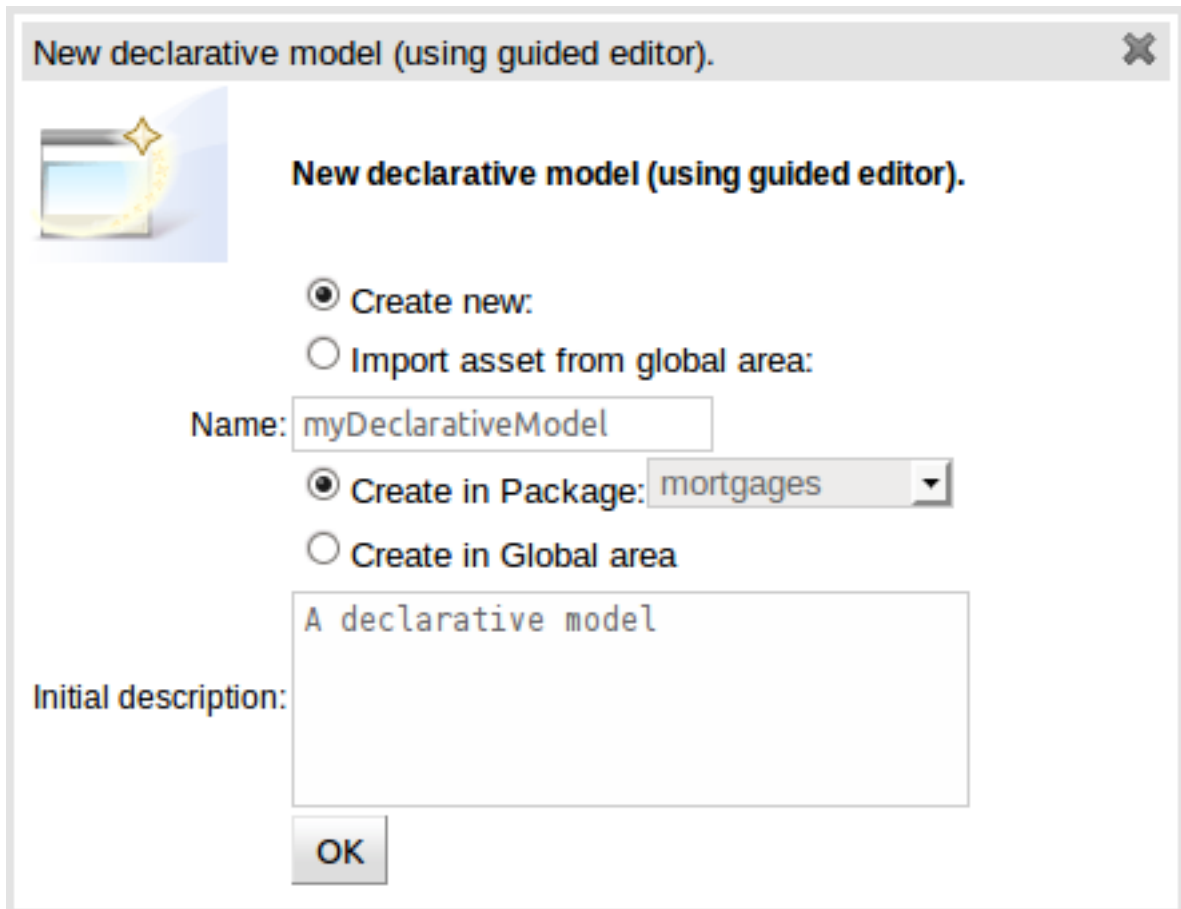 New declarative model (using guided editor).
New declarative model (using guided editor).
Create new:
Import asset from global area:
Name: myDeclarativeModel
Create in Package: mortgages
Create in Global area
A declarative model
Initial description:
OK